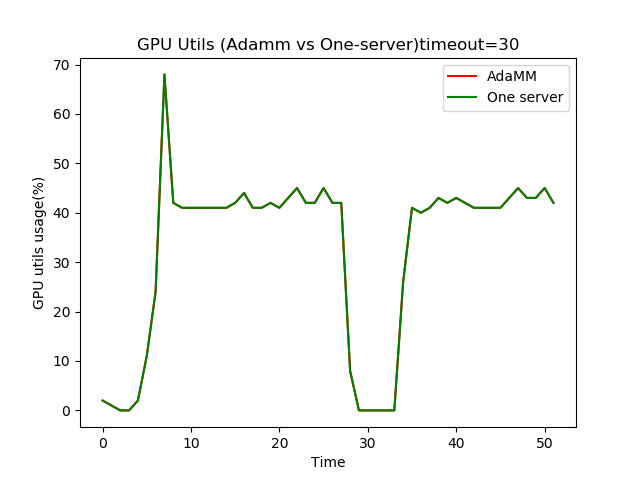 GPU Utils (Adamm vs One-server)timeout=30
AdaMM
One server
GPU utils usage(%)
70
60
50
40
30
20
10
0
0 10 20 30 40 50
Time